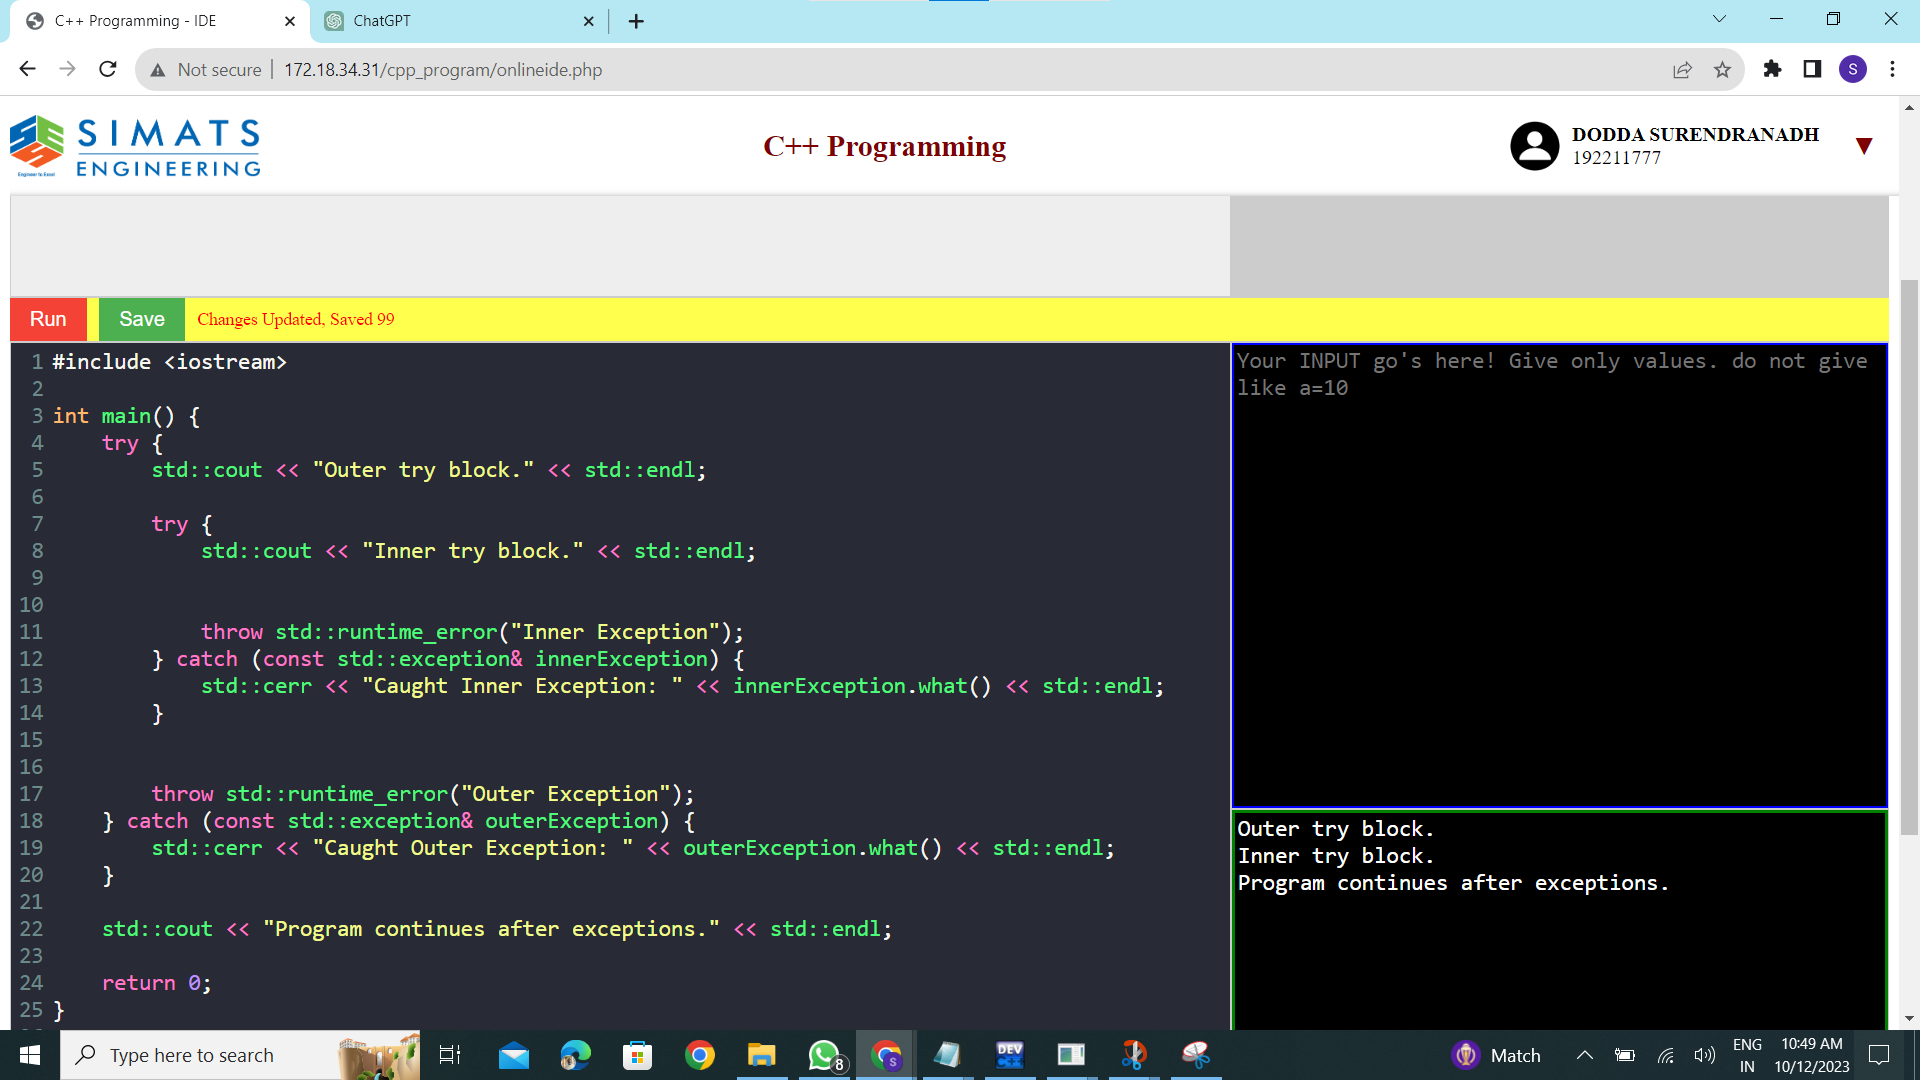 C++ Programming - IDE
ChatGPT
Not secure
172.18.34.31/cpp_program/onlineide.php
S
SIMATS
ENGINEERING
Engineer to Excel
C++ Programming
DODDA SURENDRANADH
192211777
Run
Save
Changes Updated, Saved 99
1 #include <iostream>
2
3 int main() {
4     try {
5         std::cout << "Outer try block." << std::endl;
6
7         try {
8             std::cout << "Inner try block." << std::endl;
9
10
11             throw std::runtime_error("Inner Exception");
12         } catch (const std::exception& innerException) {
13             std::cerr << "Caught Inner Exception: " << innerException.what() << std::endl;
14         }
15
16
17         throw std::runtime_error("Outer Exception");
18     } catch (const std::exception& outerException) {
19         std::cerr << "Caught Outer Exception: " << outerException.what() << std::endl;
20     }
21
22     std::cout << "Program continues after exceptions." << std::endl;
23
24     return 0;
25 }
Your INPUT go's here! Give only values. do not give
like a=10
Outer try block.
Inner try block.
Program continues after exceptions.
Type here to search
8
S
DEV
C++
Match
ENG
IN
10:49 AM
10/12/2023